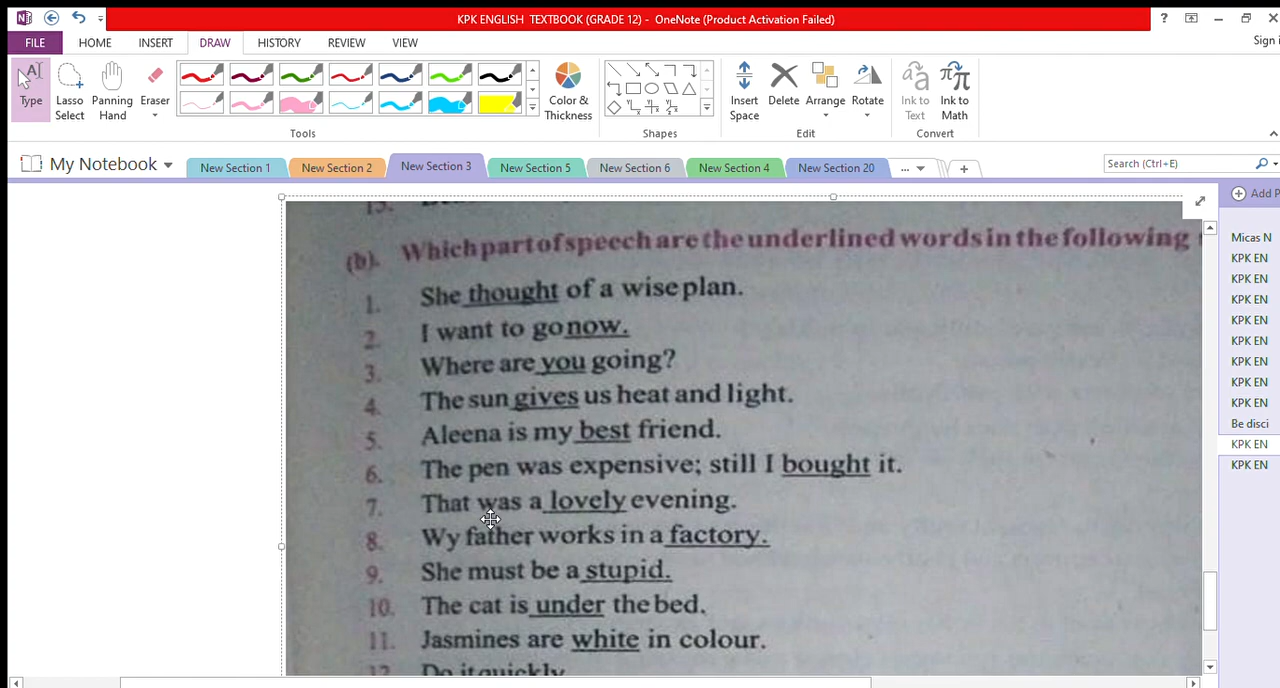 KPK ENGLISH TEXTBOOK (GRADE 12) - OneNote (Product Activation Failed)
FILE HOME INSERT DRAW HISTORY REVIEW VIEW
Sign i
Type
Lasso Select
Panning Hand
Eraser
Color & Thickness
Insert Space
Delete
Arrange
Rotate
Ink to Text
Ink to Math
Tools Shapes Edit Convert
My Notebook New Section 1 New Section 2 New Section 3 New Section 5 New Section 6 New Section 4 New Section 20 ... + Search (Ctrl+E)
Add P
Micas N
KPK EN
KPK EN
KPK EN
KPK EN
KPK EN
KPK EN
KPK EN
KPK EN
Be disci
KPK EN
KPK EN
15.
(b). Which part of speech are the underlined words in the following
1. She thought of a wise plan.
2. I want to go now.
3. Where are you going?
4. The sun gives us heat and light.
5. Aleena is my best friend.
6. The pen was expensive; still I bought it.
7. That was a lovely evening.
8. Wy father works in a factory.
9. She must be a stupid.
10. The cat is under the bed.
11. Jasmines are white in colour.
12. Do it quickly.